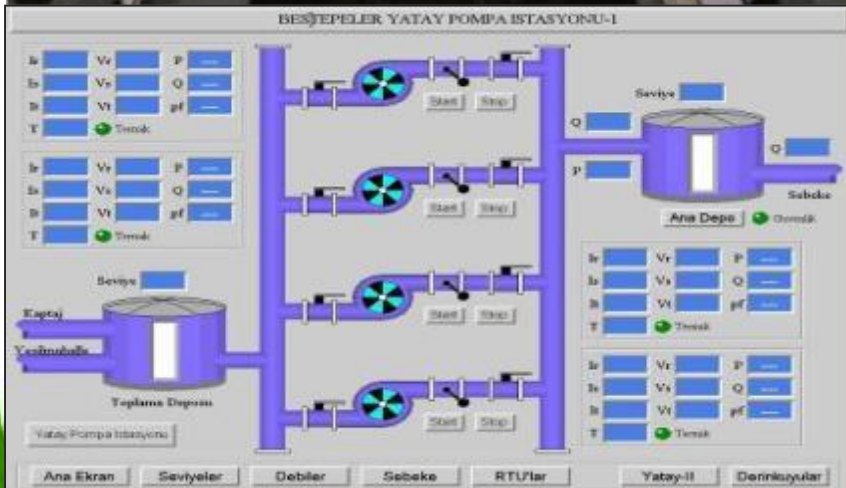 BEŞTEPELER YATAY POMPA ISTASYONU-1
Ir Vr P
Is Vs Q
It Vt pf
T Termik
Ir Vr P
Is Vs Q
It Vt pf
T Termik
Start Stop
Start Stop
Start Stop
Start Stop
Seviye
Q
Q
P
Sebeke
Ana Depo Guvenlik
Ir Vr P
Is Vs Q
It Vt pf
T Termik
Ir Vr P
Is Vs Q
It Vt pf
T Termik
Seviye
Kaptaj
Yesilmahalle
Toplama Deposu
Yatay Pompa Istasyonu
Ana Ekran Seviyeler Debiler Sebeke RTU'lar Yatay-II Derinkuyular